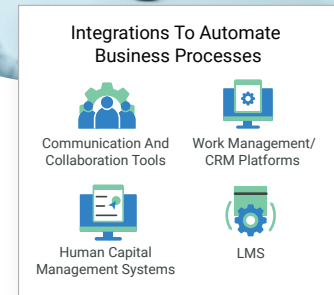 Integrations To Automate
Business Processes
Communication And
Collaboration Tools
Work Management/
CRM Platforms
Human Capital
Management Systems
LMS